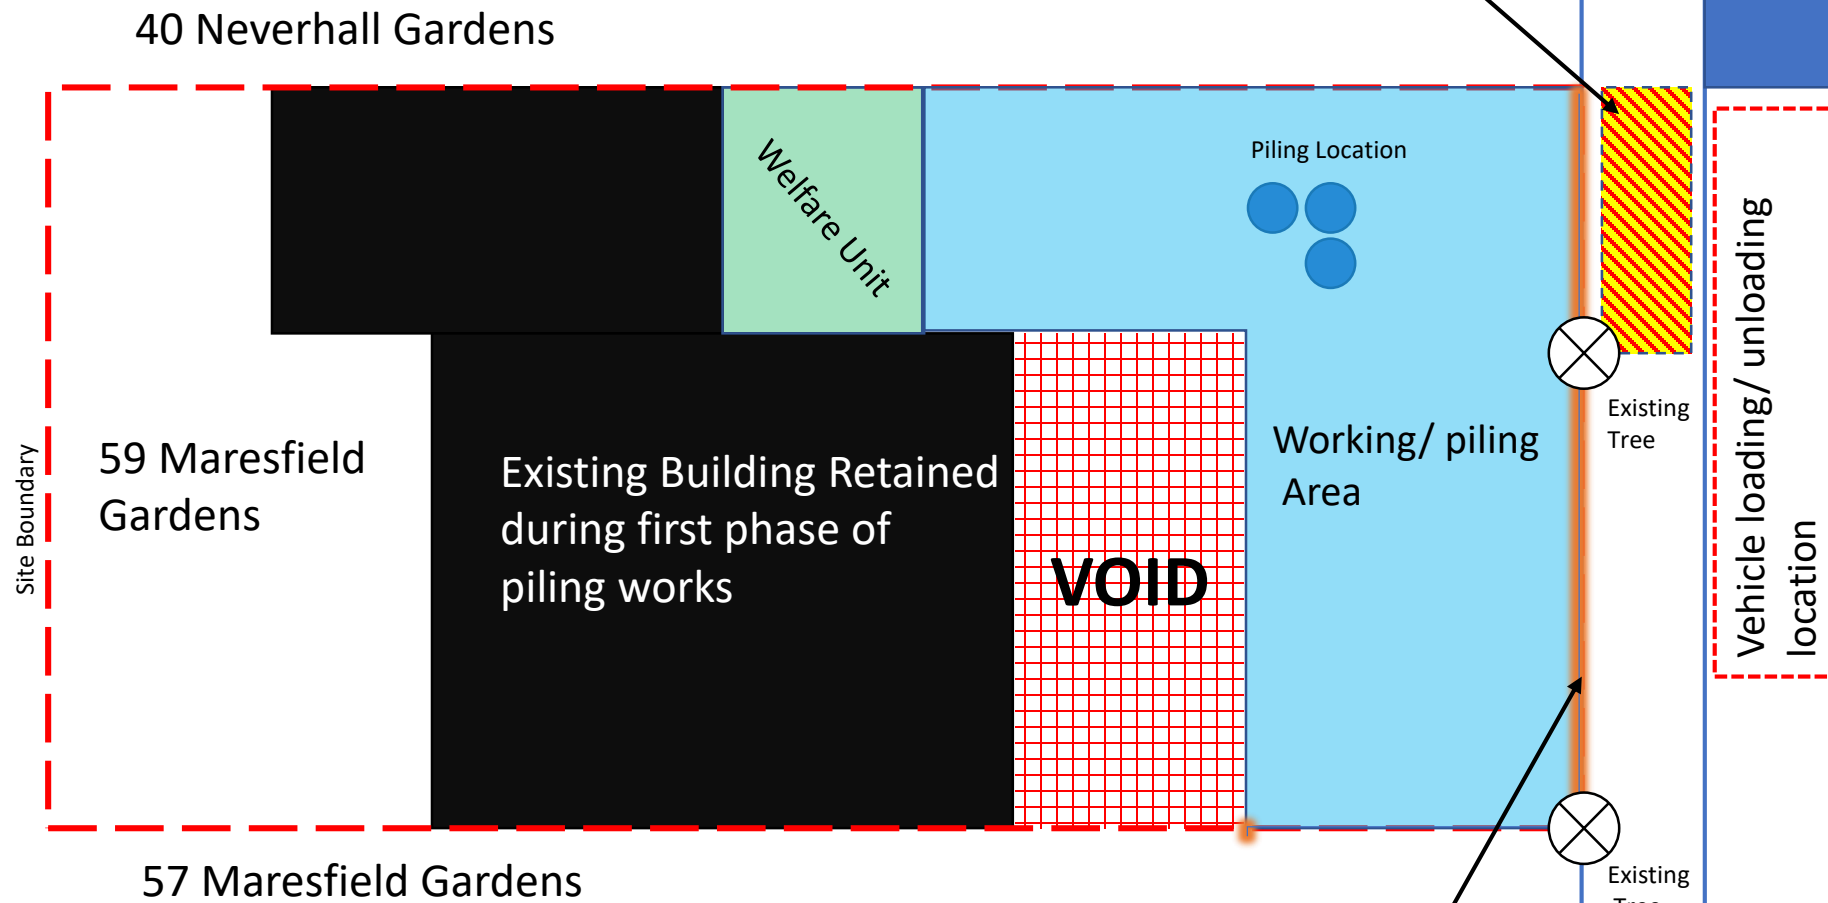 40 Neverhall Gardens
Welfare Unit
Piling Location
Existing
Tree
Vehicle loading/ unloading
location
Working/ piling
Area
59 Maresfield
Gardens
Existing Building Retained
during first phase of
piling works
VOID
Site Boundary
57 Maresfield Gardens
Existing
Tree